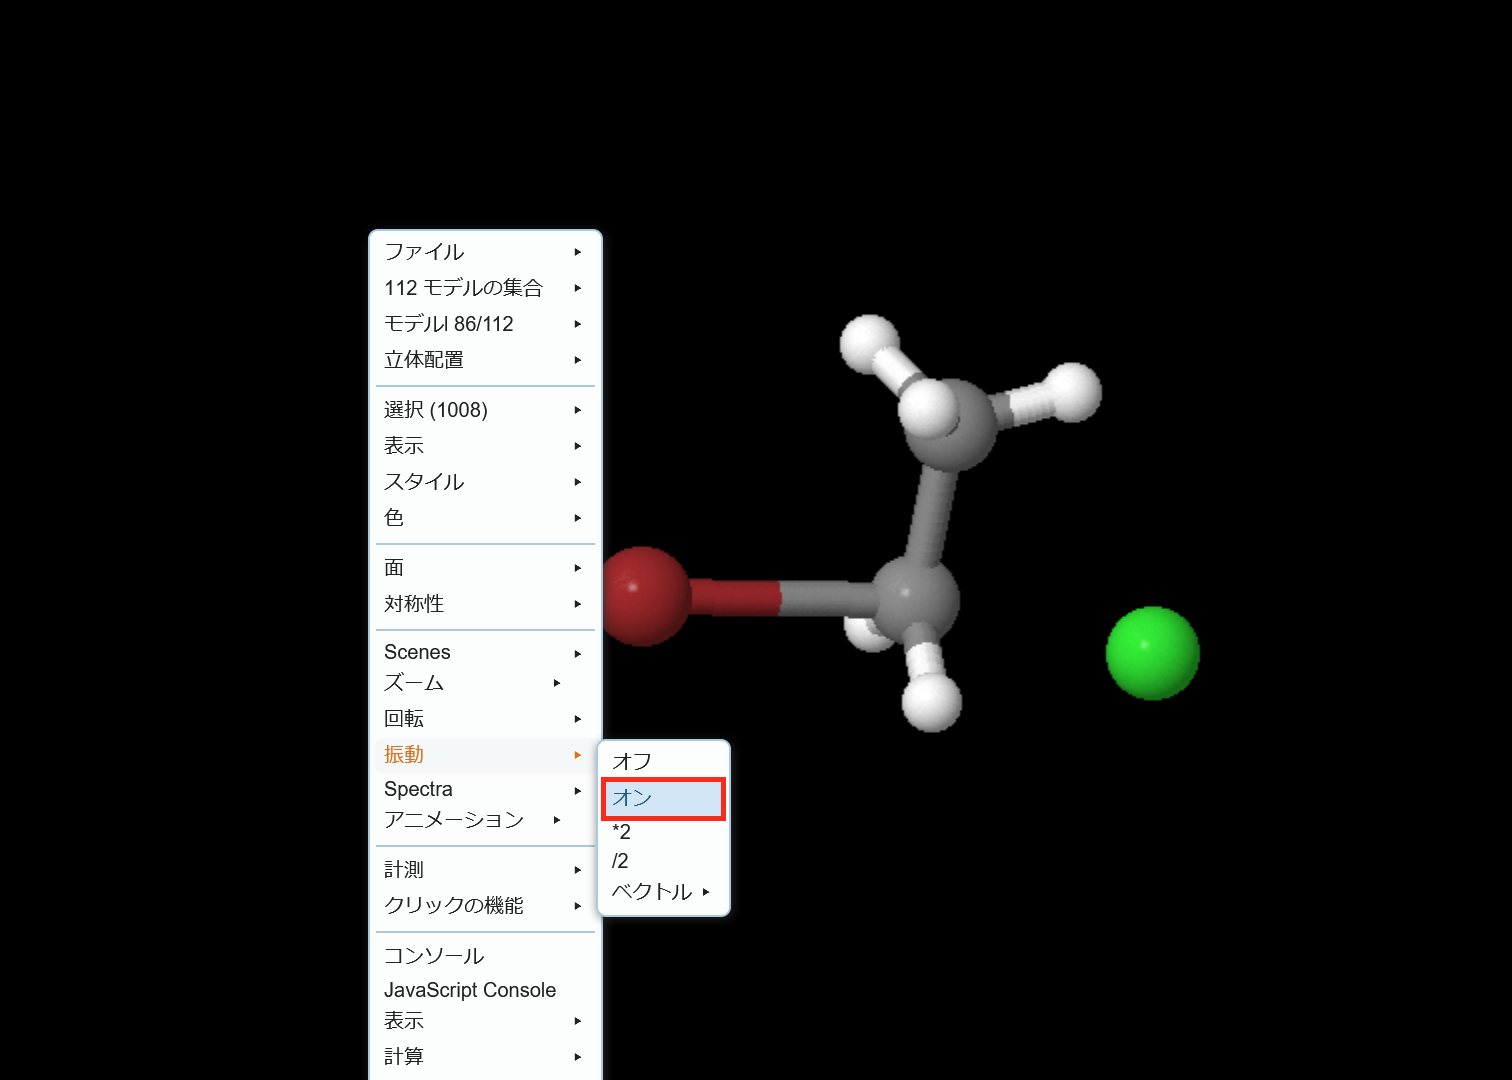 ファイル
112 モデルの集合
モデルl 86/112
立体配置
選択 (1008)
表示
スタイル
色
面
対称性
Scenes
ズーム
回転
振動
Spectra
アニメーション
計測
クリックの機能
コンソール
JavaScript Console
表示
計算
オフ
オン
*2
/2
ベクトル